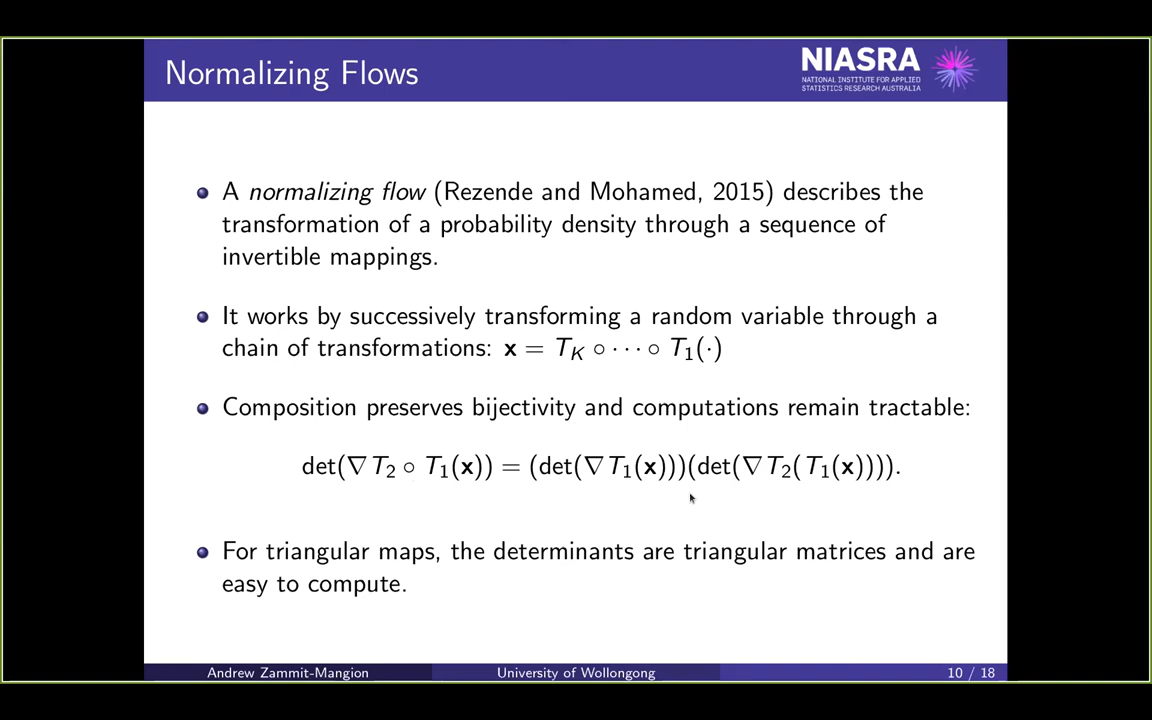 Normalizing Flows
NIASRA
NATIONAL INSTITUTE FOR APPLIED
STATISTICS RESEARCH AUSTRALIA
A normalizing flow (Rezende and Mohamed, 2015) describes the
transformation of a probability density through a sequence of
invertible mappings.
It works by successively transforming a random variable through a
chain of transformations: x = T_K ∘ ⋯ ∘ T_1(·)
Composition preserves bijectivity and computations remain tractable:
det(∇T_2 ∘ T_1(x)) = (det(∇T_1(x)))(det(∇T_2(T_1(x)))).
For triangular maps, the determinants are triangular matrices and are
easy to compute.
Andrew Zammit-Mangion University of Wollongong 10 / 18